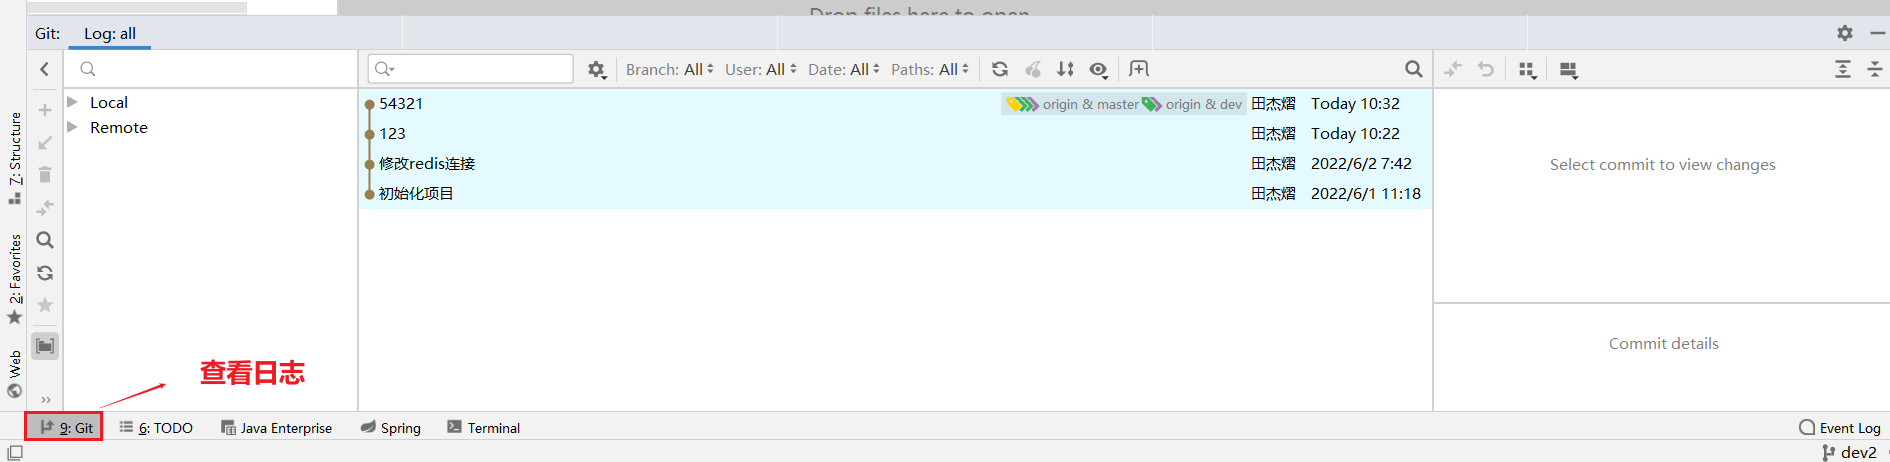 Drop files here to open
Git: Log: all
Branch: All User: All Date: All Paths: All
Local
Remote
54321 origin & master origin & dev 田杰熠 Today 10:32
123 田杰熠 Today 10:22
修改redis连接 田杰熠 2022/6/2 7:42
初始化项目 田杰熠 2022/6/1 11:18
Select commit to view changes
Commit details
7: Structure
2: Favorites
Web
查看日志
9: Git 6: TODO Java Enterprise Spring Terminal Event Log
dev2